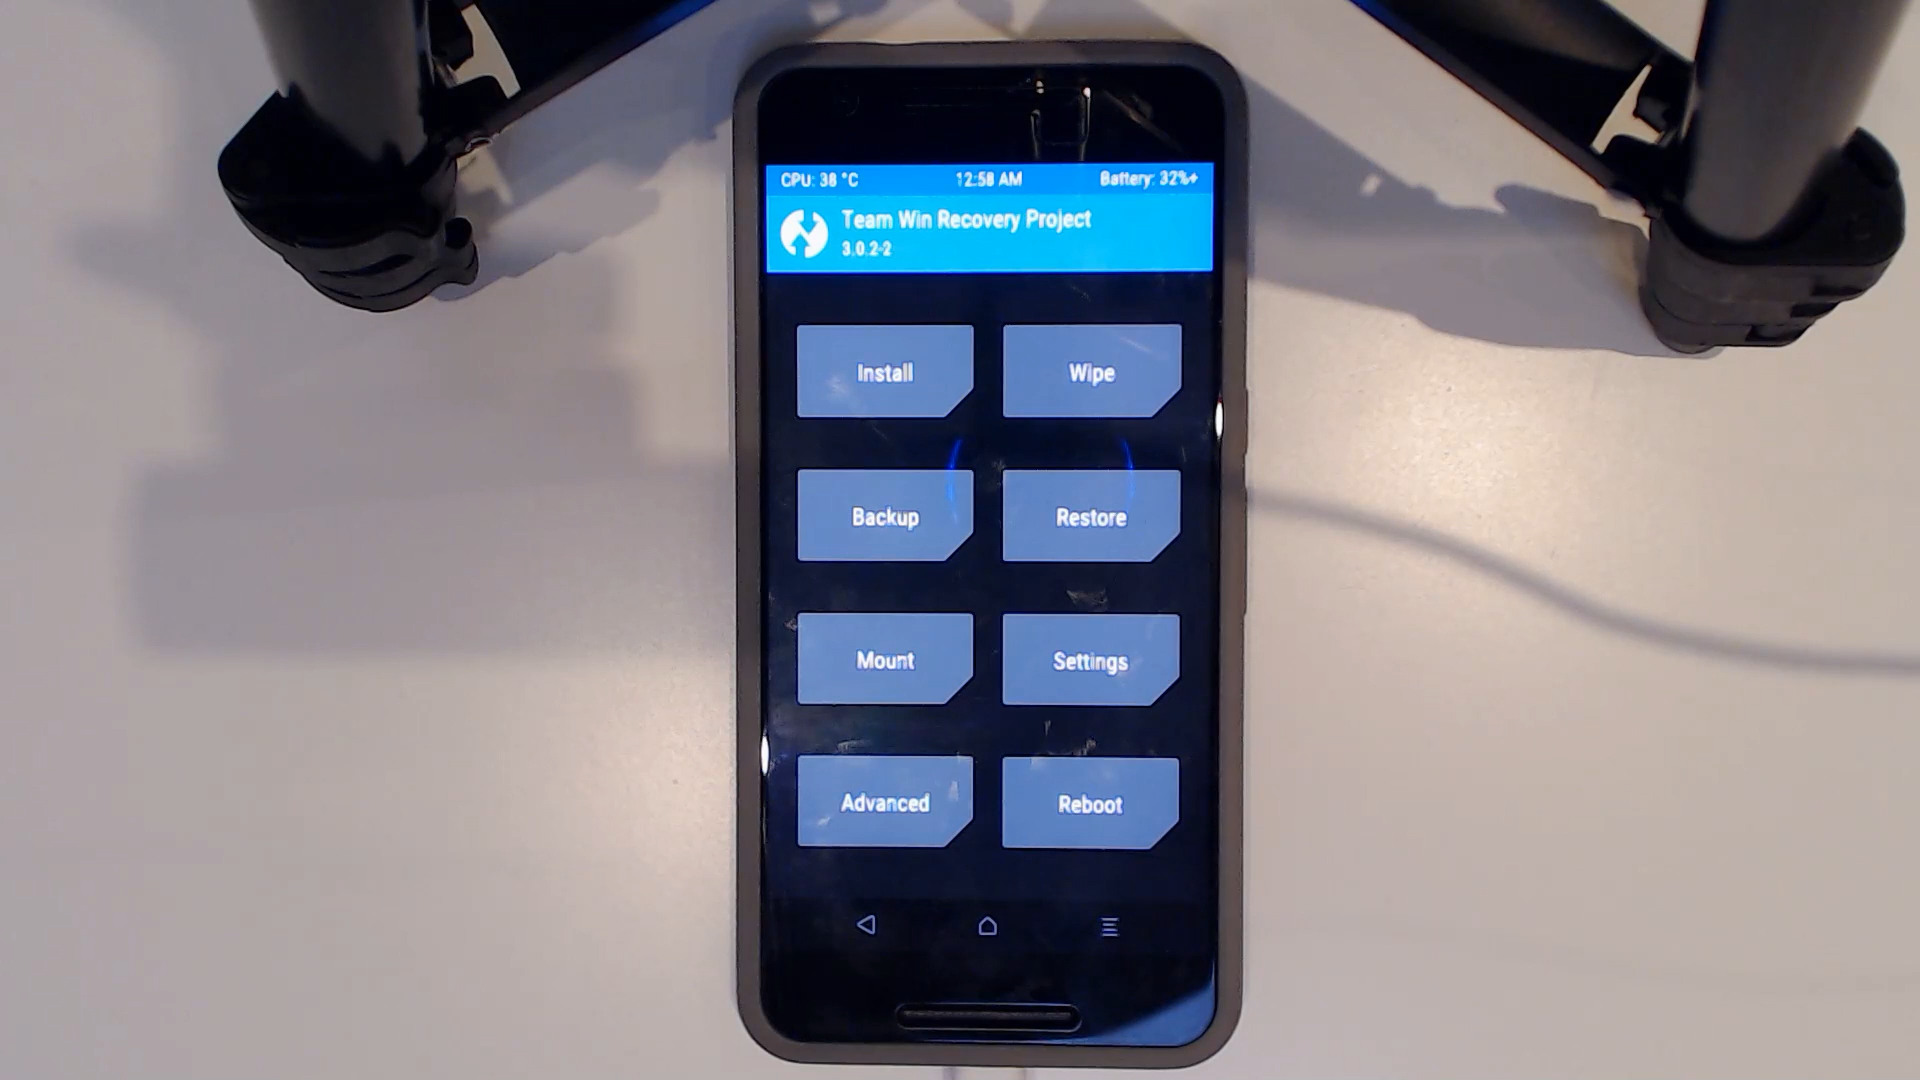 CPU: 38 °C 12:58 AM Battery: 32%+
Team Win Recovery Project
3.0.2-2
Install Wipe
Backup Restore
Mount Settings
Advanced Reboot